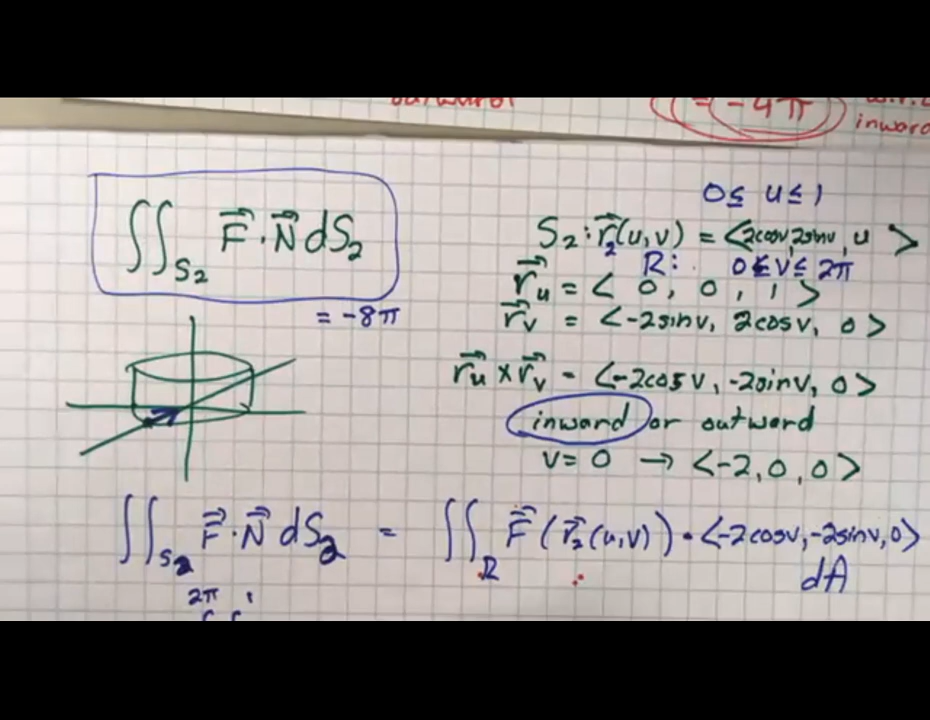 outward
= -4π w.r.t
inward
0 ≤ u ≤ 1
∬_{S₂} F⃗ · N⃗ dS₂
S₂ : r⃗₂(u,v) = <2cosv, 2sinv, u >
R: 0 ≤ v ≤ 2π
r⃗ᵤ = < 0, 0, 1 >
= -8π
r⃗ᵥ = <-2sinv, 2cosv, 0>
r⃗ᵤ × r⃗ᵥ = <-2cosv, -2sinv, 0>
inward or outward
v = 0 → <-2, 0, 0>
∬_{S₂} F⃗ · N⃗ dS₂ = ∬_R F⃗ (r⃗₂(u,v)) • <-2cosv, -2sinv, 0>
dA
2π 1